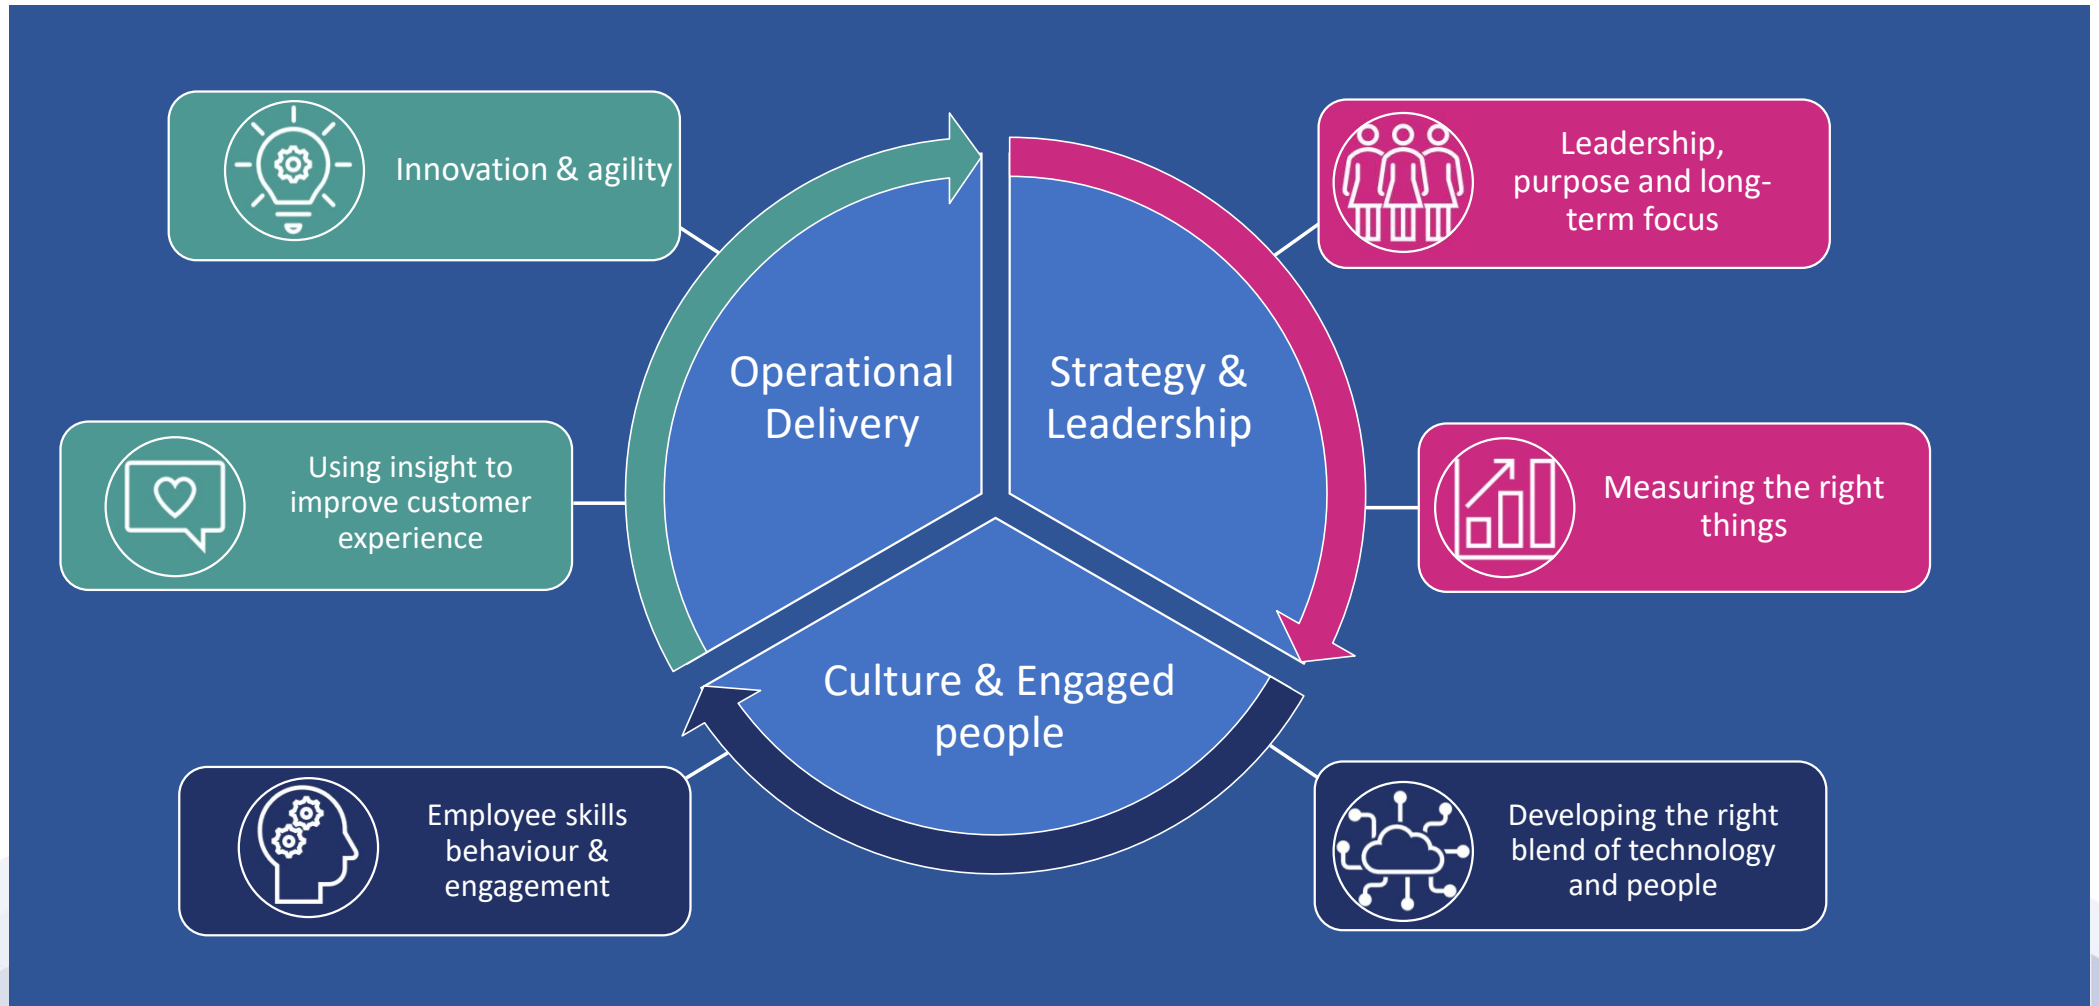 Innovation & agility
Leadership,
purpose and long-
term focus
Operational
Delivery
Strategy &
Leadership
Using insight to
improve customer
experience
Measuring the right
things
Culture & Engaged
people
Employee skills
behaviour &
engagement
Developing the right
blend of technology
and people